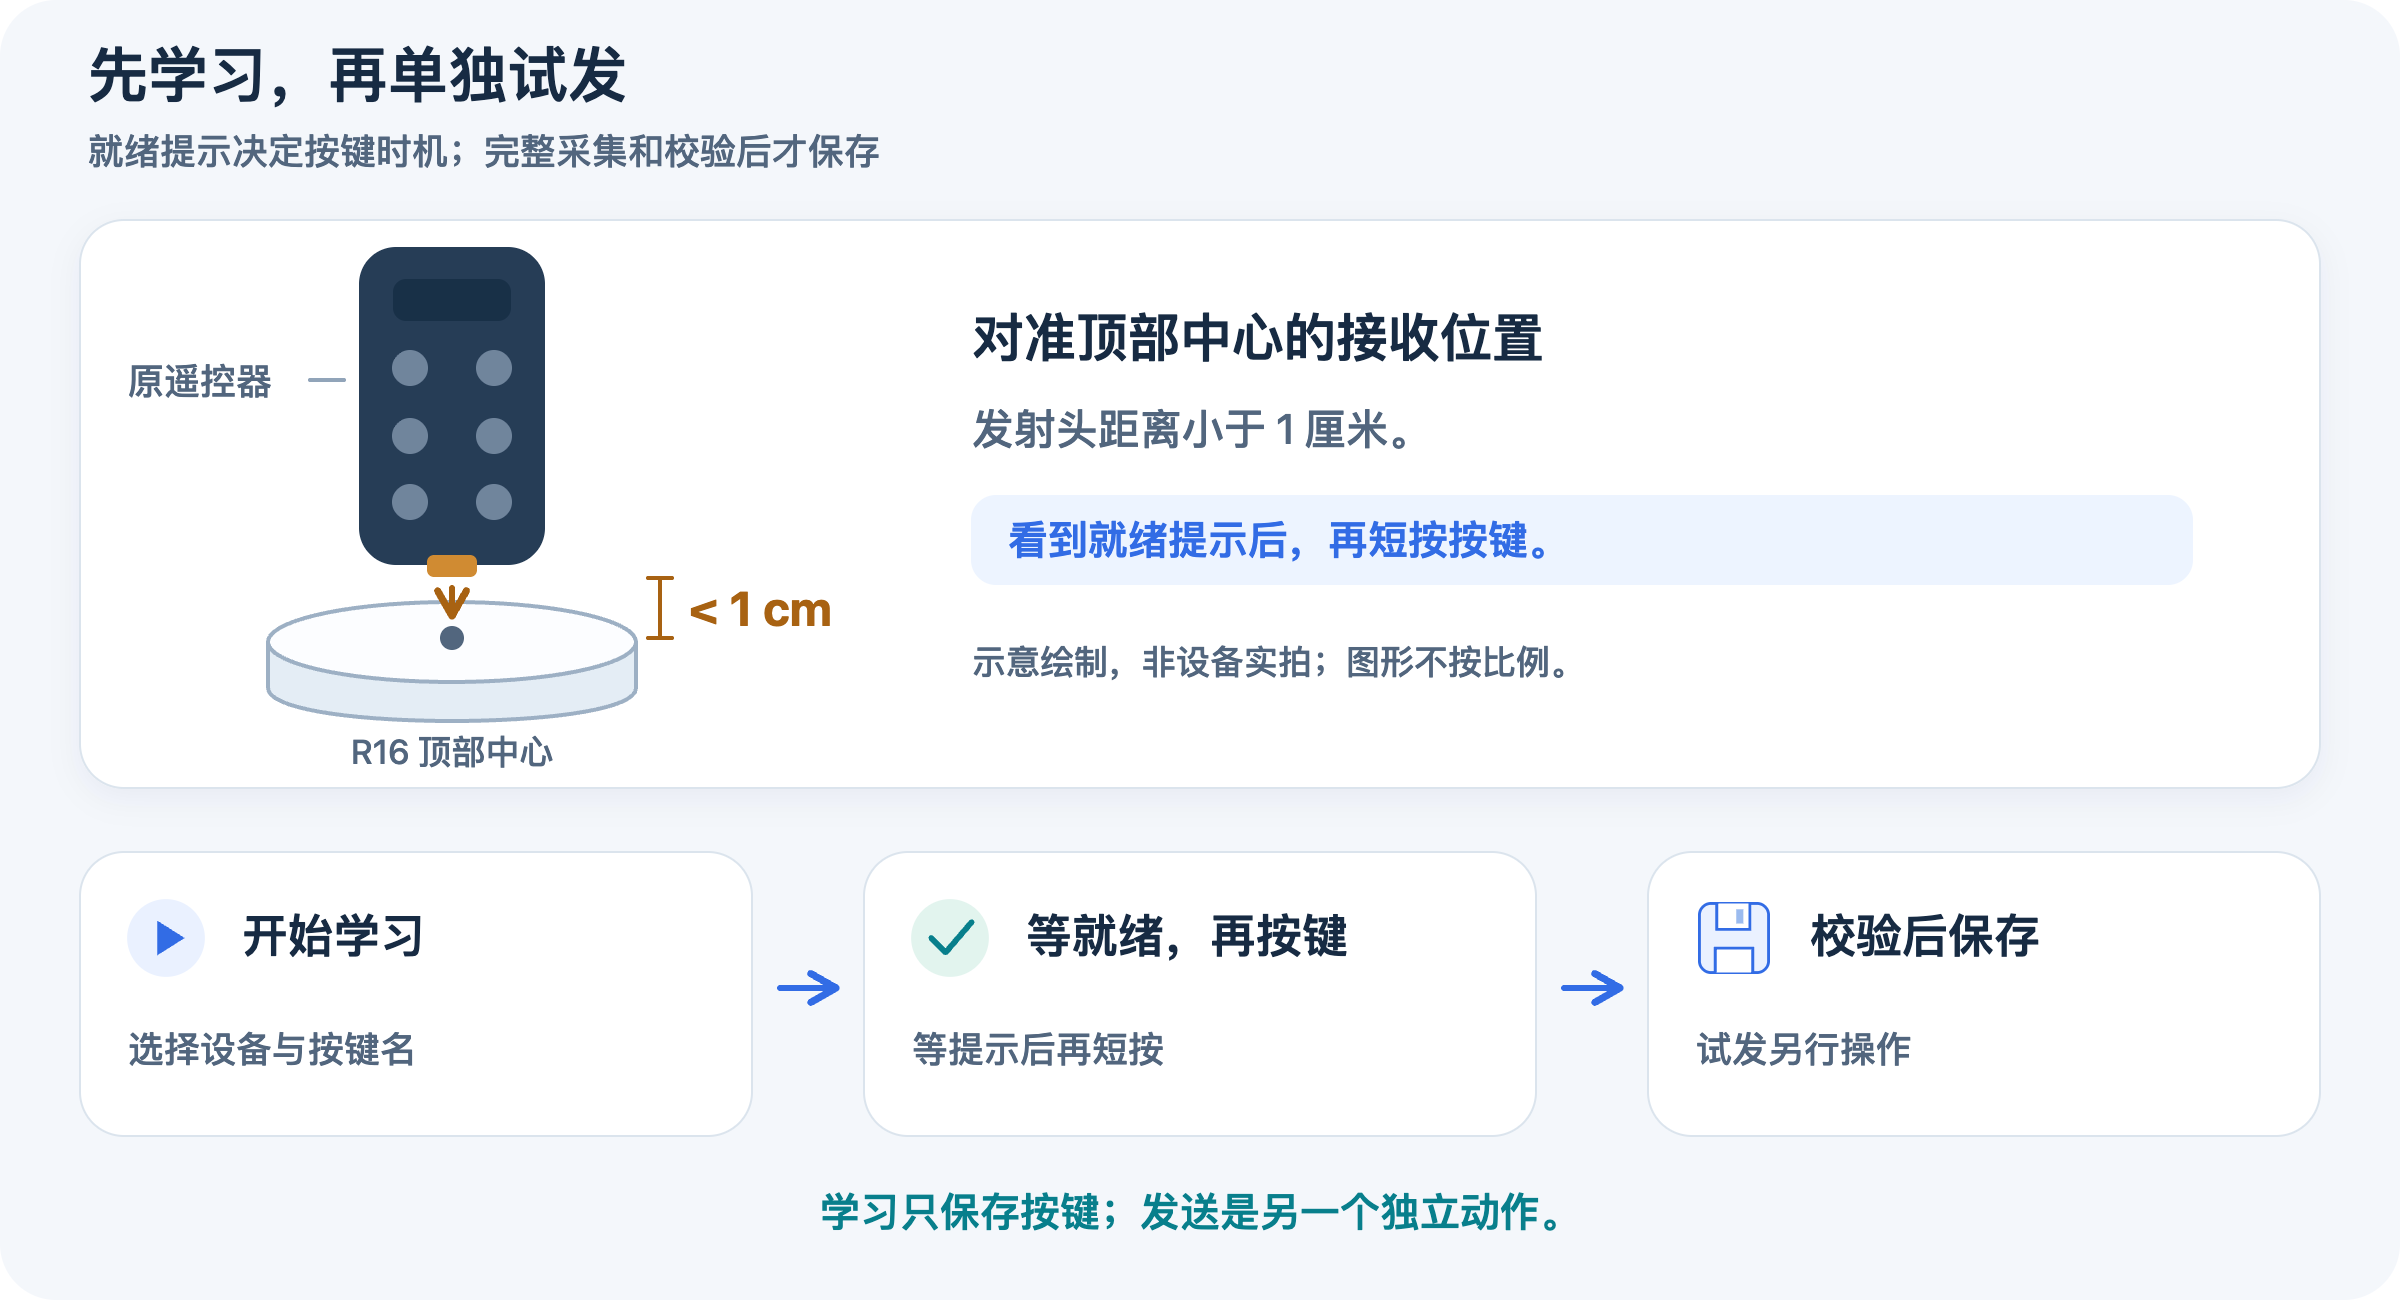 先学习，再单独试发
就绪提示决定按键时机；完整采集和校验后才保存
原遥控器
< 1 cm
R16 顶部中心
对准顶部中心的接收位置
发射头距离小于 1 厘米。
看到就绪提示后，再短按按键。
示意绘制，非设备实拍；图形不按比例。
开始学习
选择设备与按键名
等就绪，再按键
等提示后再短按
校验后保存
试发另行操作
学习只保存按键；发送是另一个独立动作。